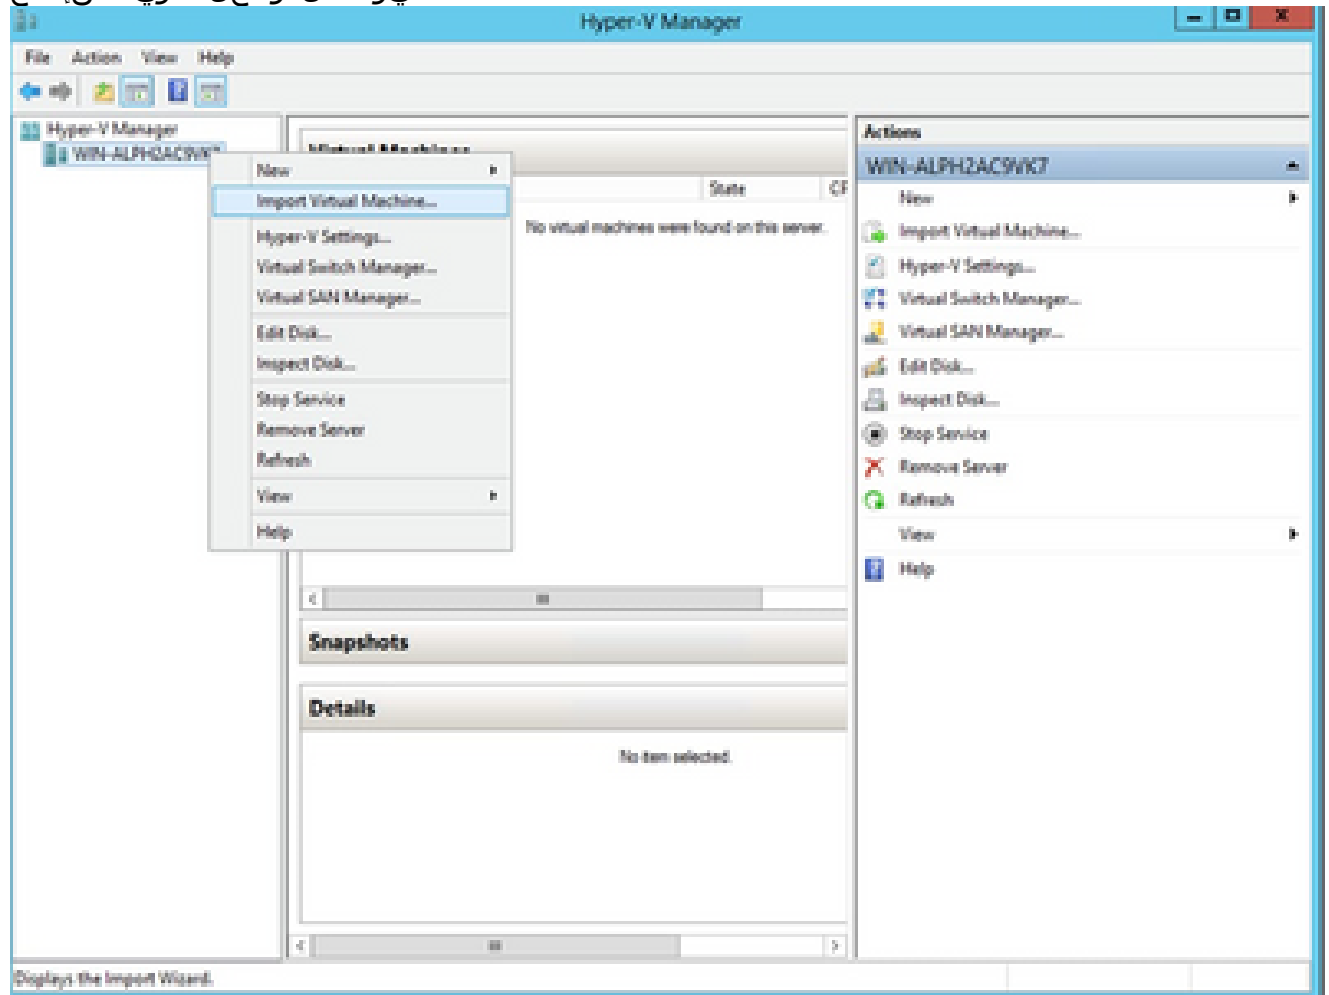 Hyper-V Manager
File Action View Help
Hyper-V Manager
WIN-ALPH2AC9VK7
New
Import Virtual Machine...
Hyper-V Settings...
Virtual Switch Manager...
Virtual SAN Manager...
Edit Disk...
Inspect Disk...
Stop Service
Remove Server
Refresh
View
Help
Virtual Machines
State
No virtual machines were found on this server.
Snapshots
Details
No item selected.
Actions
WIN-ALPH2AC9VK7
New
Import Virtual Machine...
Hyper-V Settings...
Virtual Switch Manager...
Virtual SAN Manager...
Edit Disk...
Inspect Disk...
Stop Service
Remove Server
Refresh
View
Help
Displays the Import Wizard.